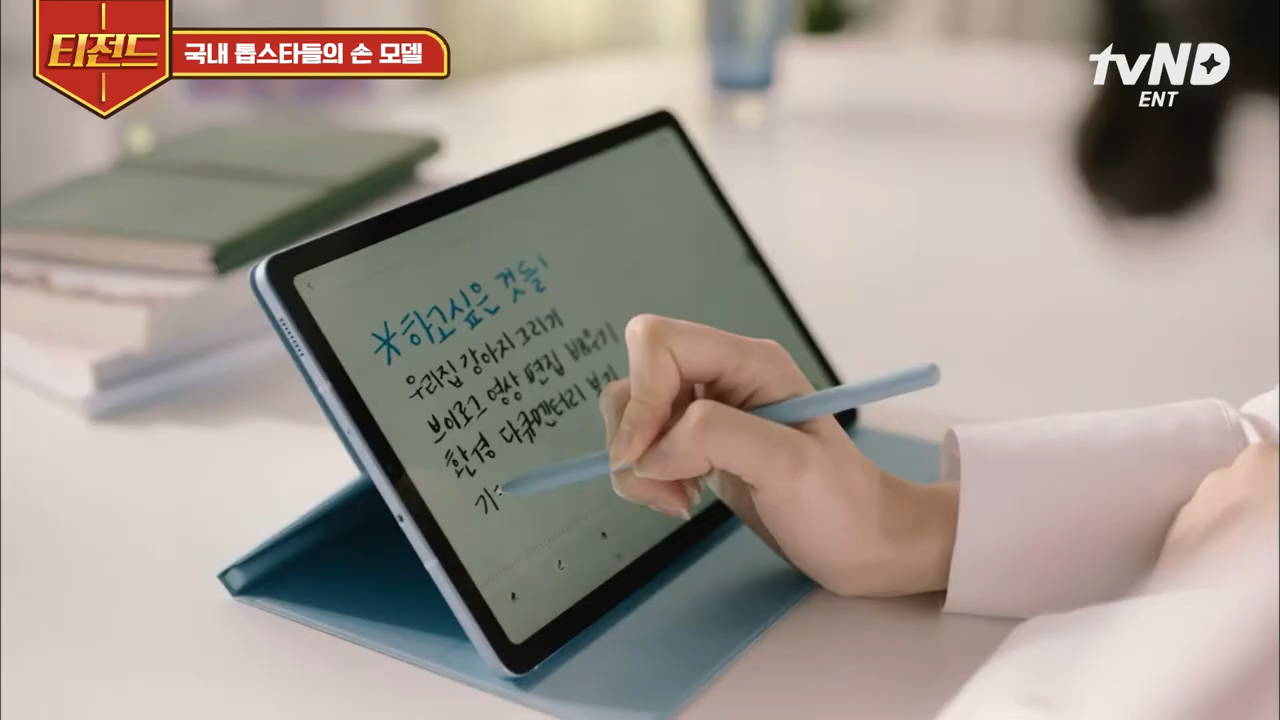 티전드
국내 톱스타들의 손 모델
tvND
ENT
*하고싶은 것들!
우리집 강아지 그리기
브이로그 영상 편집 배우기
환경 다큐멘터리 보기